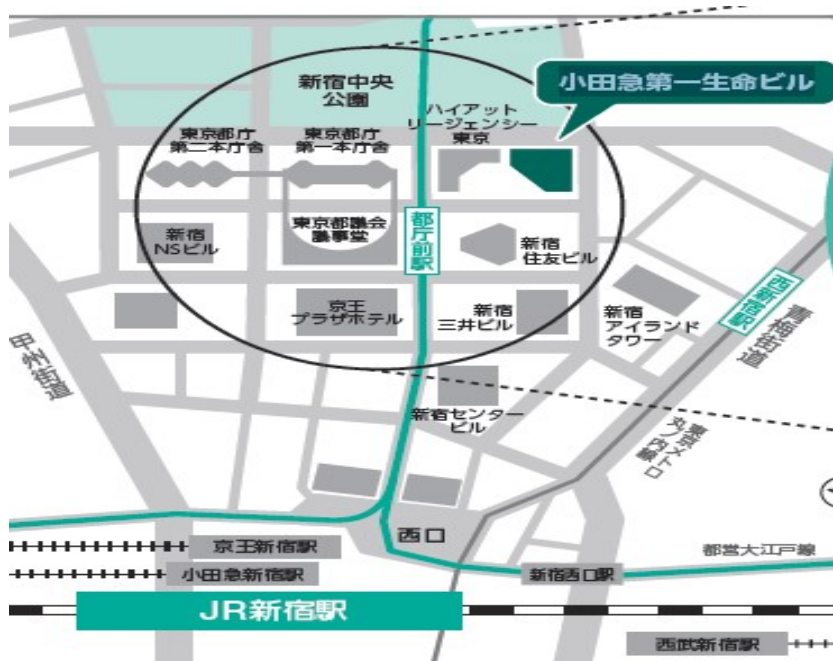 新宿中央
公園
小田急第一生命ビル
ハイアット
リージェンシー
東京
東京都庁
第二本庁舎
東京都庁
第一本庁舎
新宿
NSビル
東京都議会
議事堂
都庁前駅
新宿
住友ビル
京王
プラザホテル
新宿
三井ビル
新宿
アイランド
タワー
西新宿駅
青梅街道
甲州街道
新宿センター
ビル
東京メトロ
丸ノ内線
西口
京王新宿駅
小田急新宿駅
新宿西口駅
都営大江戸線
JR新宿駅
西武新宿駅